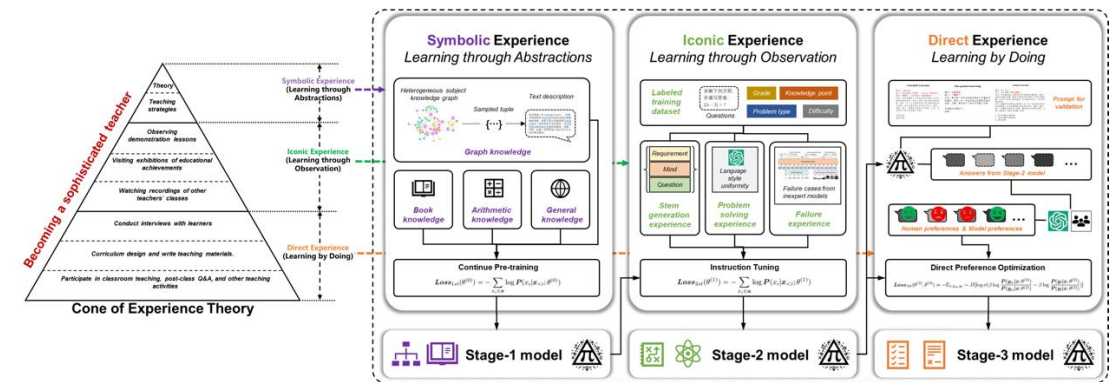 Becoming a sophisticated teacher
Theory
Teaching
strategies
Observing
demonstration lessons
Visiting exhibitions of educational
achievements
Watching recordings of other
teachers' classes
Conduct interviews with learners
Curriculum design and write teaching materials.
Participate in classroom teaching, post-class Q&A, and other teaching
activities
Cone of Experience Theory
Symbolic Experience
(Learning through
Abstractions)
Iconic Experience
(Learning through
Observation)
Direct Experience
(Learning by Doing)
Symbolic Experience
Learning through Abstractions
Heterogeneous subject
knowledge graph
Sampled tuple
Text description
{···}
Graph knowledge
Book
knowledge
Arithmetic
knowledge
General
knowledge
Continue Pre-training
Stage-1 model
Iconic Experience
Learning through Observation
Labeled
training
dataset
Questions
Grade
Knowledge point
Problem type
Difficulty
Requirement
Mind
Question
Stem
generation
experience
Language
style
uniformity
Problem
solving
experience
Failure cases from
inexpert models
Failure
experience
Instruction Tuning
Stage-2 model
Direct Experience
Learning by Doing
Prompt for
validation
Answers from Stage-2 model
Human preferences & Model preferences
Direct Preference Optimization
Stage-3 model